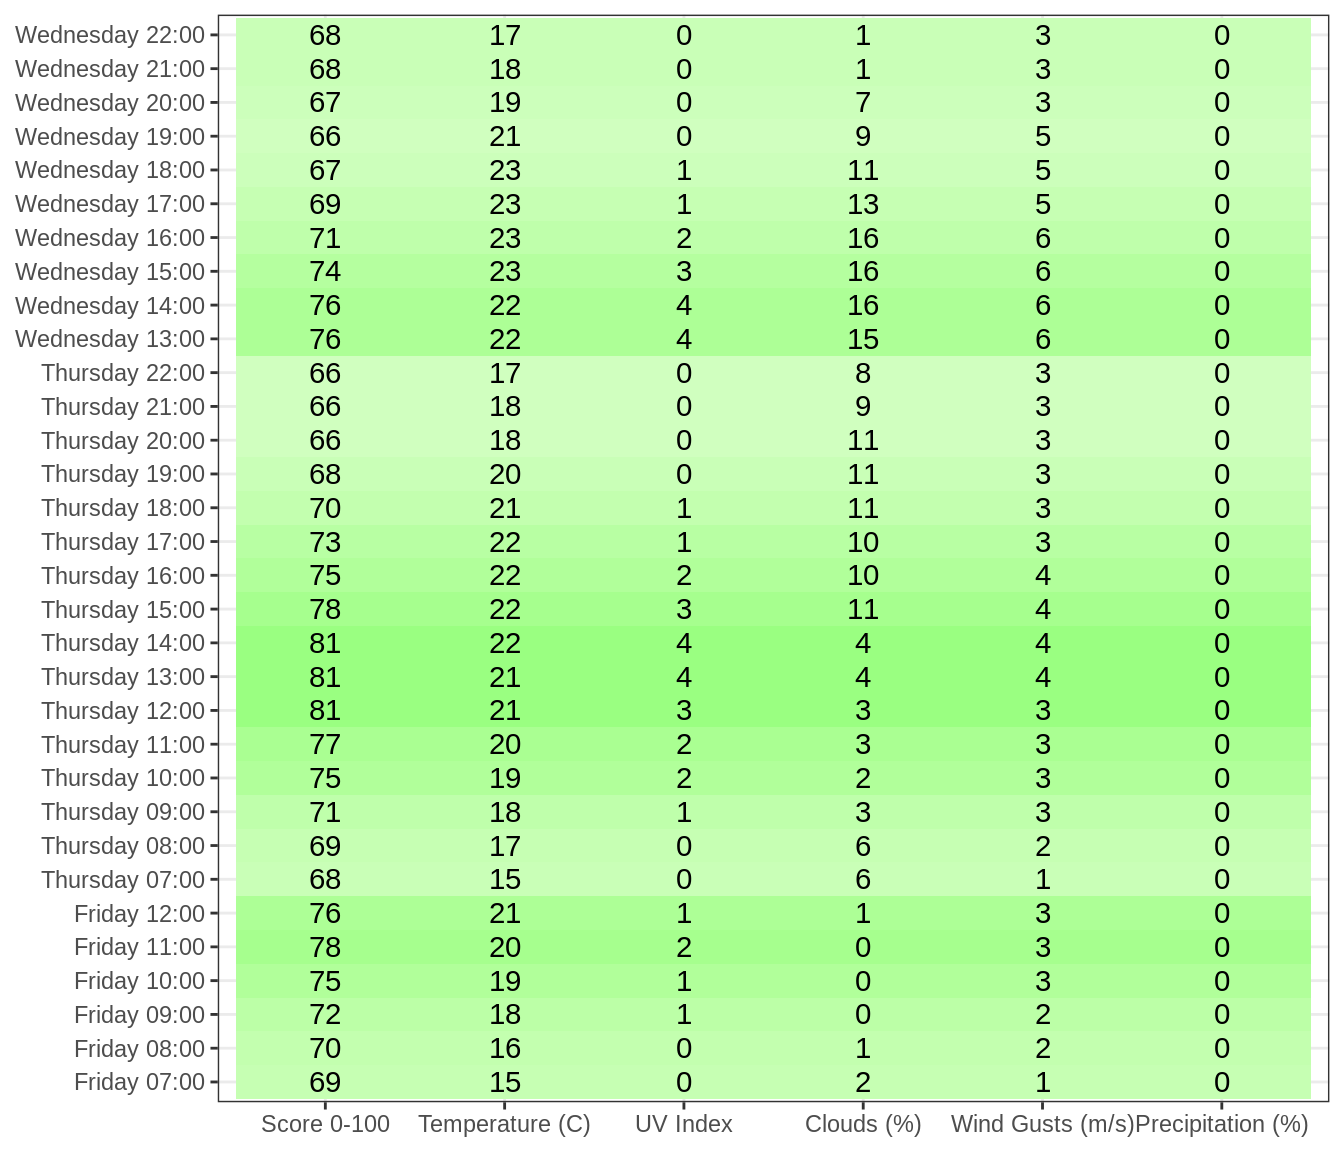 Wednesday 22:00 68 17 0 1 3 0
Wednesday 21:00 68 18 0 1 3 0
Wednesday 20:00 67 19 0 7 3 0
Wednesday 19:00 66 21 0 9 5 0
Wednesday 18:00 67 23 1 11 5 0
Wednesday 17:00 69 23 1 13 5 0
Wednesday 16:00 71 23 2 16 6 0
Wednesday 15:00 74 23 3 16 6 0
Wednesday 14:00 76 22 4 16 6 0
Wednesday 13:00 76 22 4 15 6 0
Thursday 22:00 66 17 0 8 3 0
Thursday 21:00 66 18 0 9 3 0
Thursday 20:00 66 18 0 11 3 0
Thursday 19:00 68 20 0 11 3 0
Thursday 18:00 70 21 1 11 3 0
Thursday 17:00 73 22 1 10 3 0
Thursday 16:00 75 22 2 10 4 0
Thursday 15:00 78 22 3 11 4 0
Thursday 14:00 81 22 4 4 4 0
Thursday 13:00 81 21 4 4 4 0
Thursday 12:00 81 21 3 3 3 0
Thursday 11:00 77 20 2 3 3 0
Thursday 10:00 75 19 2 2 3 0
Thursday 09:00 71 18 1 3 3 0
Thursday 08:00 69 17 0 6 2 0
Thursday 07:00 68 15 0 6 1 0
Friday 12:00 76 21 1 1 3 0
Friday 11:00 78 20 2 0 3 0
Friday 10:00 75 19 1 0 3 0
Friday 09:00 72 18 1 0 2 0
Friday 08:00 70 16 0 1 2 0
Friday 07:00 69 15 0 2 1 0
Score 0-100 Temperature (C) UV Index Clouds (%) Wind Gusts (m/s) Precipitation (%)